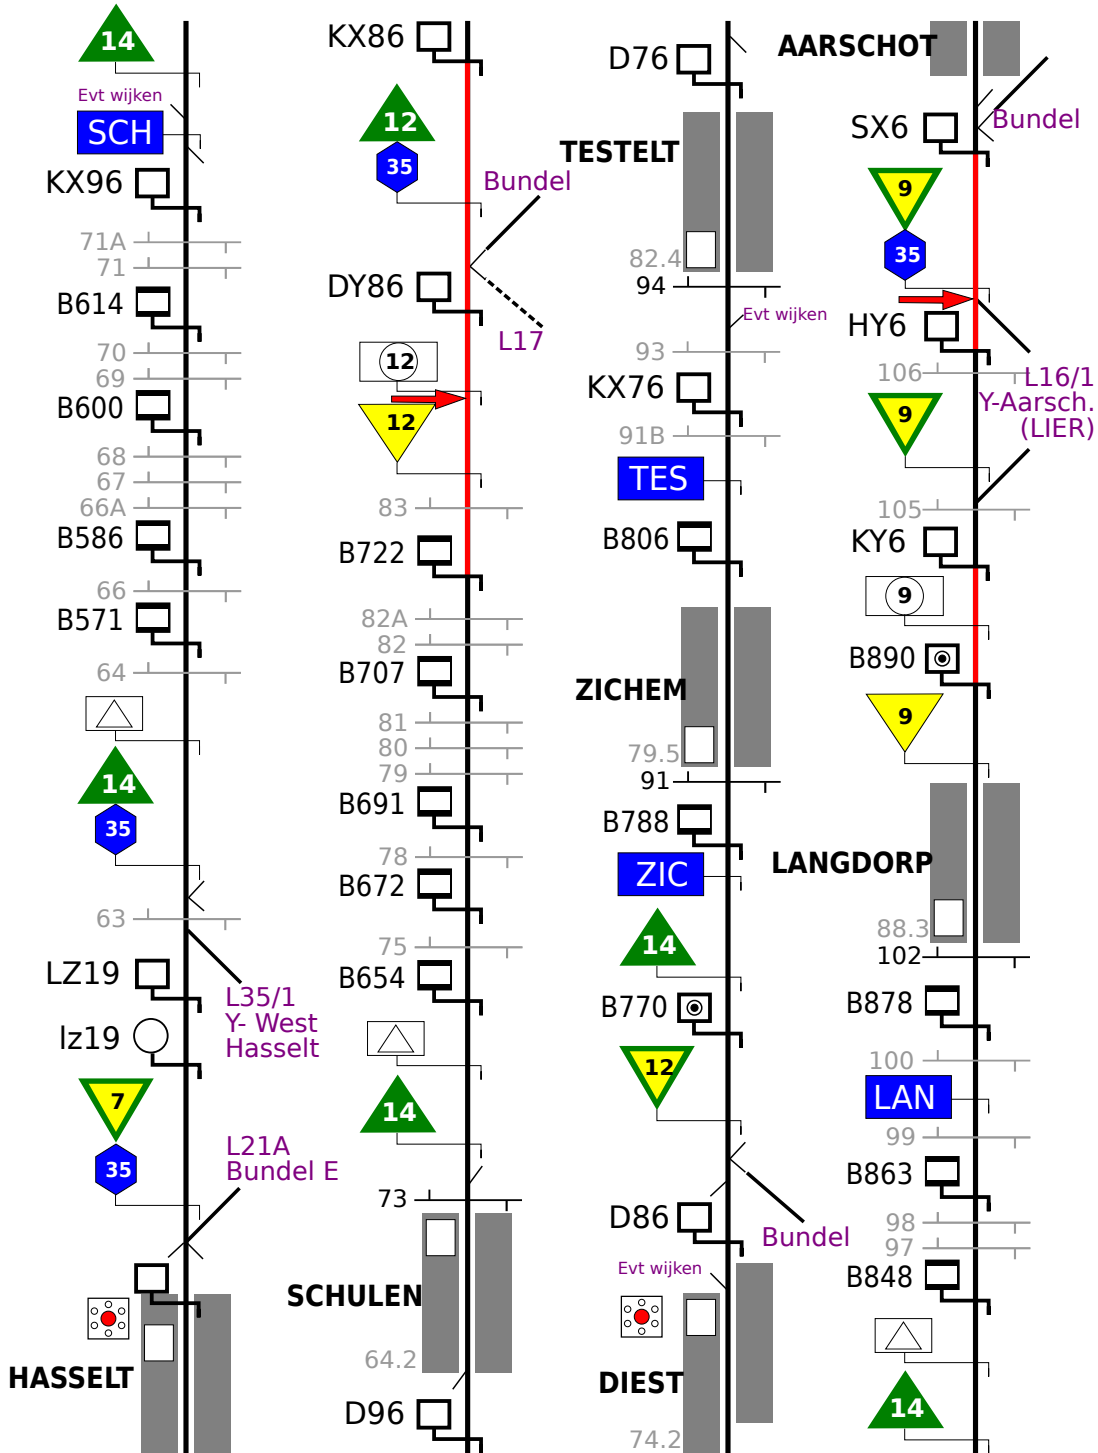 14
Evt wijken
SCH
KX96
71A
71
B614
70
69
B600
68
67
66A
B586
66
B571
64
14
35
63
LZ19
L35/1
Y- West
Hasselt
lz19
7
35
L21A
Bundel E
HASSELT
KX86
12
35
Bundel
DY86
L17
12
12
83
B722
82A
82
B707
81
80
79
B691
78
B672
75
B654
14
73
SCHULEN
64.2
D96
D76
TESTELT
82.4
94
Evt wijken
93
KX76
91B
TES
B806
ZICHEM
79.5
91
B788
ZIC
14
B770
12
D86
Bundel
Evt wijken
DIEST
74.2
AARSCHOT
Bundel
SX6
9
35
HY6
106
L16/1
Y-Aarsch.
(LIER)
9
105
KY6
9
B890
9
LANGDORP
88.3
102
B878
100
LAN
99
B863
98
97
B848
14